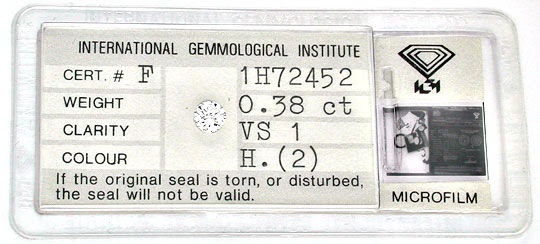 INTERNATIONAL GEMMOLOGICAL INSTITUTE
CERT. # F 1H72452
WEIGHT 0.38 ct
CLARITY VS 1
COLOUR H.(2)
If the original seal is torn, or disturbed,
the seal will not be valid.
IGI
MICROFILM